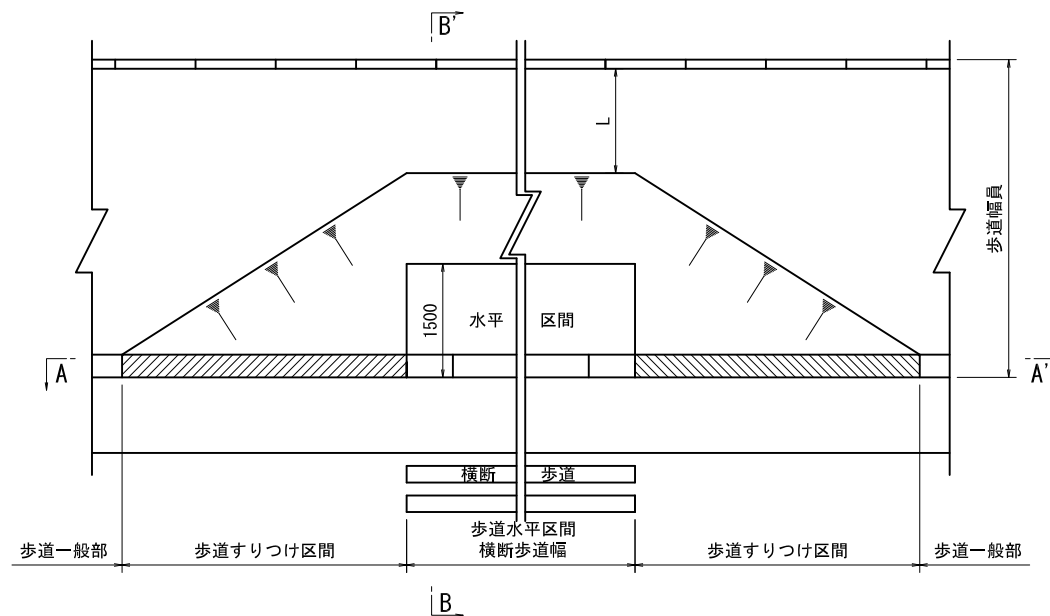 B'
L
歩道幅員
1500
水平 区間
A
A'
横断 歩道
歩道水平区間
歩道一般部 歩道すりつけ区間 横断歩道幅 歩道すりつけ区間 歩道一般部
B